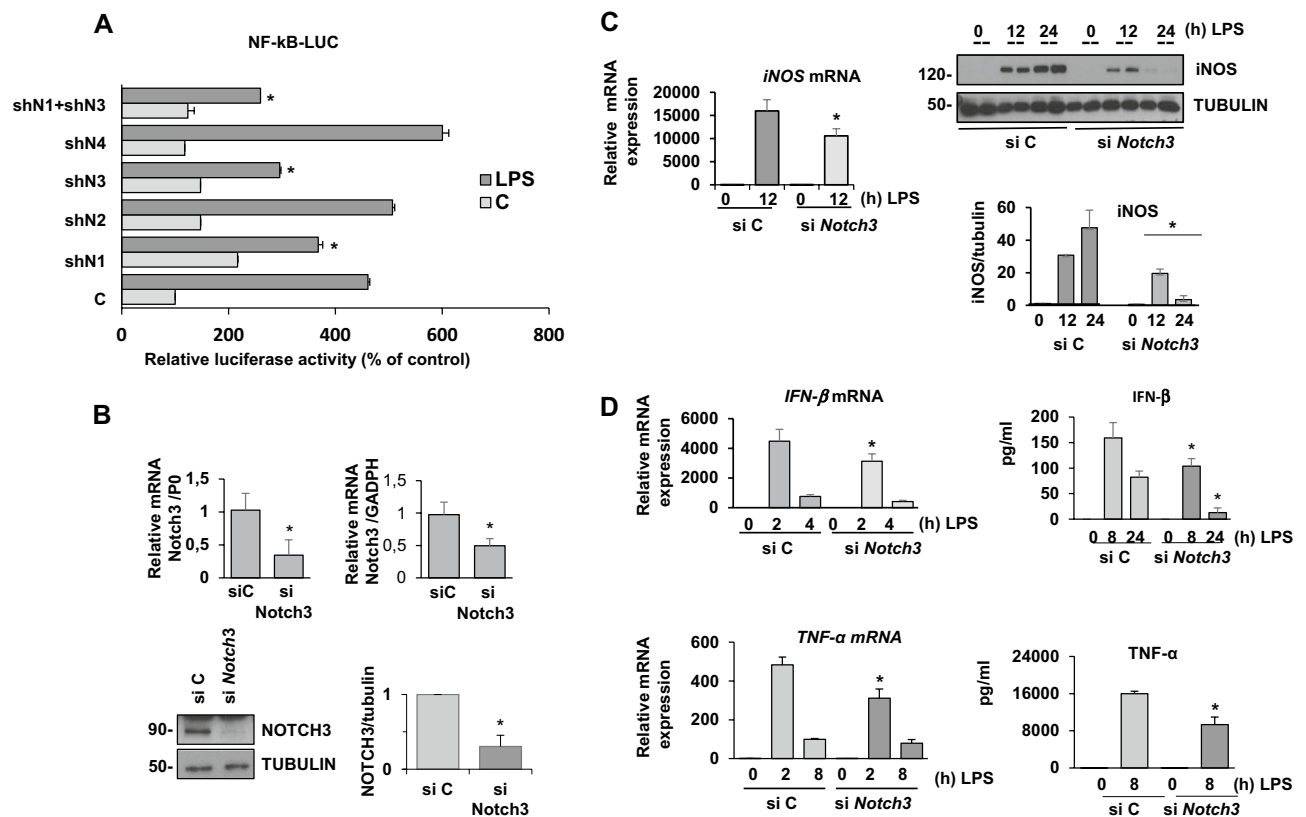 A
NF-kB-LUC
shN1+shN3
shN4
shN3
shN2
shN1
C
*
*
*
LPS
C
0 200 400 600 800
Relative luciferase activity (% of control)
B
Relative mRNA
Notch3 /P0
1,5
1
0,5
0
*
siC si
Notch3
Relative mRNA
Notch3 /GADPH
1,5
1
0,5
0
*
siC si
Notch3
si C si Notch3
90- NOTCH3
50- TUBULIN
NOTCH3/tubulin
1
0
*
si C si
Notch3
C
iNOS mRNA
Relative mRNA
expression
20000
15000
10000
5000
0
*
0 12 0 12 (h) LPS
si C si Notch3
0 12 24 0 12 24 (h) LPS
120- iNOS
50- TUBULIN
si C si Notch3
iNOS
iNOS/tubulin
60
40
20
0
*
0 12 24 0 12 24
si C si Notch3
D
IFN-β mRNA
Relative mRNA
expression
6000
4000
2000
0
*
0 2 4 0 2 4 (h) LPS
si C si Notch3
IFN-β
pg/ml
200
150
100
50
0
*
*
0 8 24 0 8 24 (h) LPS
si C si Notch3
TNF-α mRNA
Relative mRNA
expression
600
400
200
0
*
0 2 8 0 2 8 (h) LPS
si C si Notch3
TNF-α
pg/ml
24000
16000
8000
0
*
0 8 0 8 (h) LPS
si C si Notch3